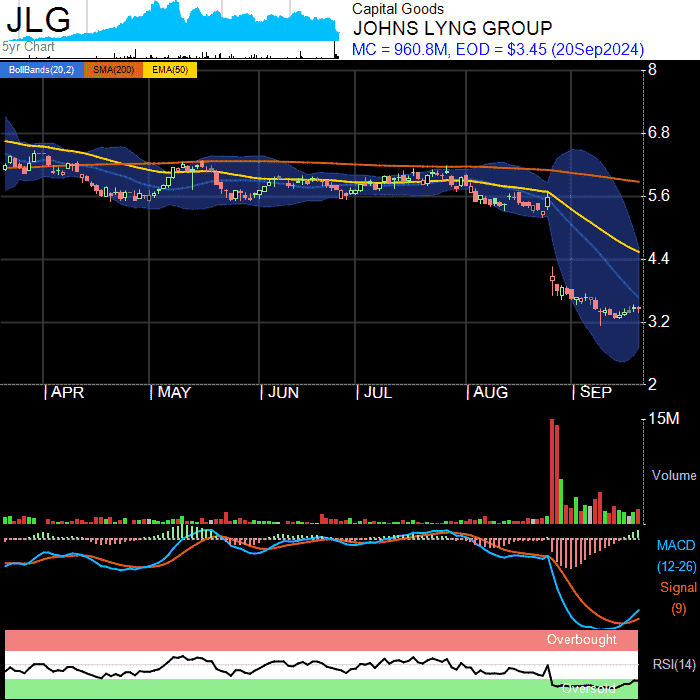 JLG
5yr Chart
Capital Goods
JOHNS LYNG GROUP
MC = 960.8M, EOD = $3.45 (20Sep2024)
BollBands(20,2) SMA(200) EMA(50)
8
6.8
5.6
4.4
3.2
2
APR MAY JUN JUL AUG SEP
15M
Volume
MACD
(12-26)
Signal
(9)
Overbought
RSI(14)
Oversold